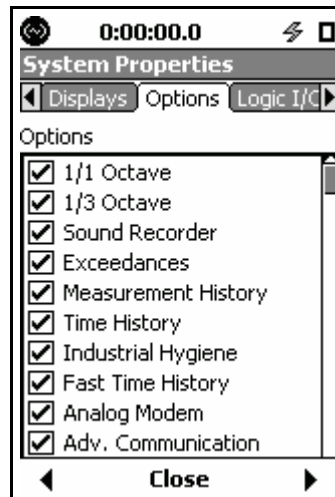 0:00:00.0
System Properties
Displays Options Logic I/O
Options
1/1 Octave
1/3 Octave
Sound Recorder
Exceedances
Measurement History
Time History
Industrial Hygiene
Fast Time History
Analog Modem
Adv. Communication
Close